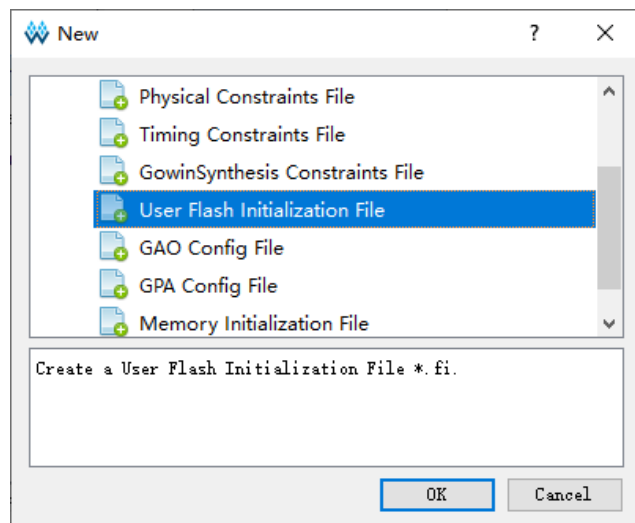 New
?
Physical Constraints File
Timing Constraints File
GowinSynthesis Constraints File
User Flash Initialization File
GAO Config File
GPA Config File
Memory Initialization File
Create a User Flash Initialization File *.fi.
OK
Cancel